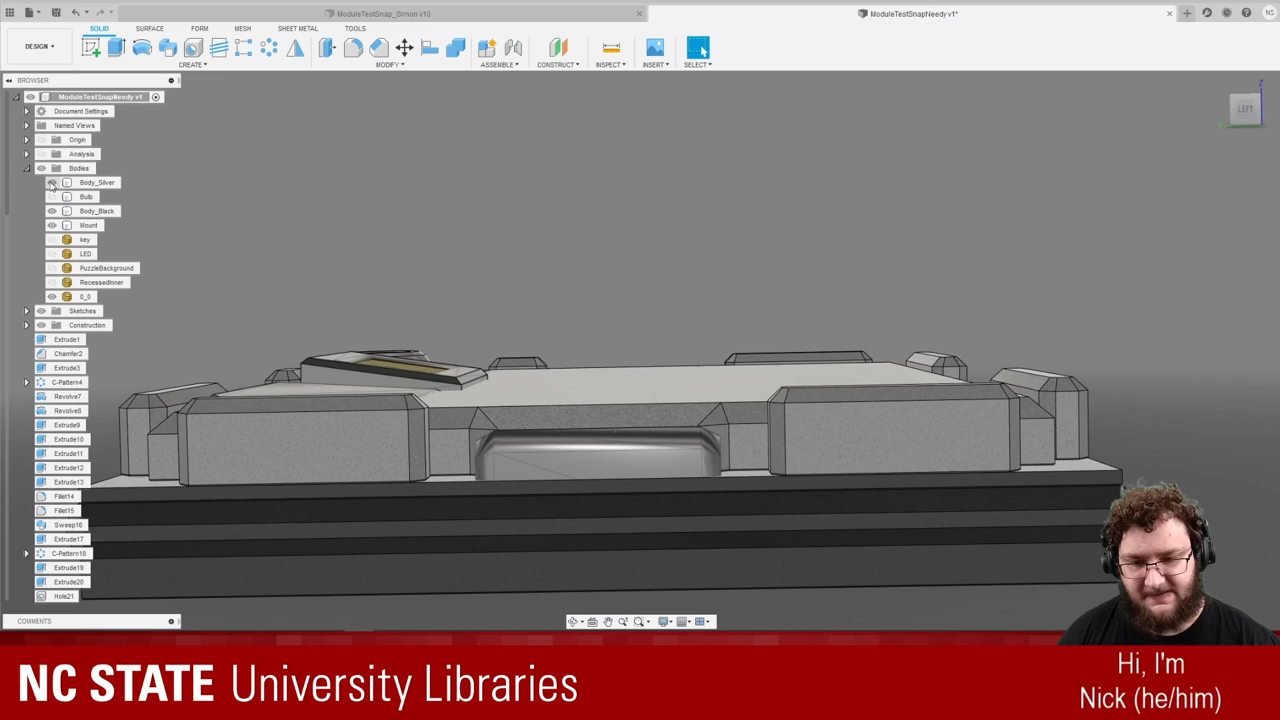 ModuleTestSnap_Simon v10
ModuleTestSnapNeedy v1*
NS
SOLID SURFACE FORM MESH SHEET METAL TOOLS
DESIGN
CREATE MODIFY ASSEMBLE CONSTRUCT INSPECT INSERT SELECT
BROWSER
ModuleTestSnapNeedy v1
Document Settings
Named Views
Origin
Analysis
Bodies
Body_Silver
Bulb
Body_Black
Mount
key
LED
PuzzleBackground
RecessedInner
0_0
Sketches
Construction
Extrude1
Chamfer2
Extrude3
C-Pattern4
Revolve7
Revolve8
Extrude9
Extrude10
Extrude11
Extrude12
Extrude13
Fillet14
Fillet15
Sweep16
Extrude17
C-Pattern18
Extrude19
Extrude20
Hole21
COMMENTS
Z
LEFT
NC STATE University Libraries
Hi, I'm
Nick (he/him)